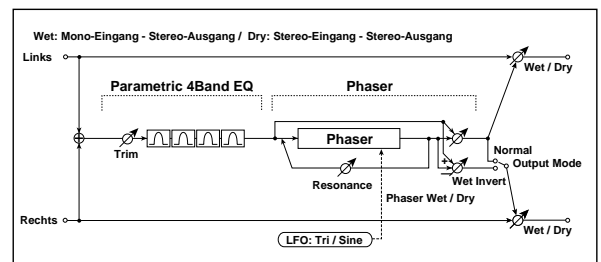 Wet: Mono-Eingang - Stereo-Ausgang / Dry: Stereo-Eingang - Stereo-Ausgang
Links
Wet / Dry
Parametric 4Band EQ
Phaser
Phaser
Trim
Normal
Output Mode
+
−
Wet Invert
Resonance
Phaser Wet / Dry
Rechts
Wet / Dry
LFO: Tri / Sine